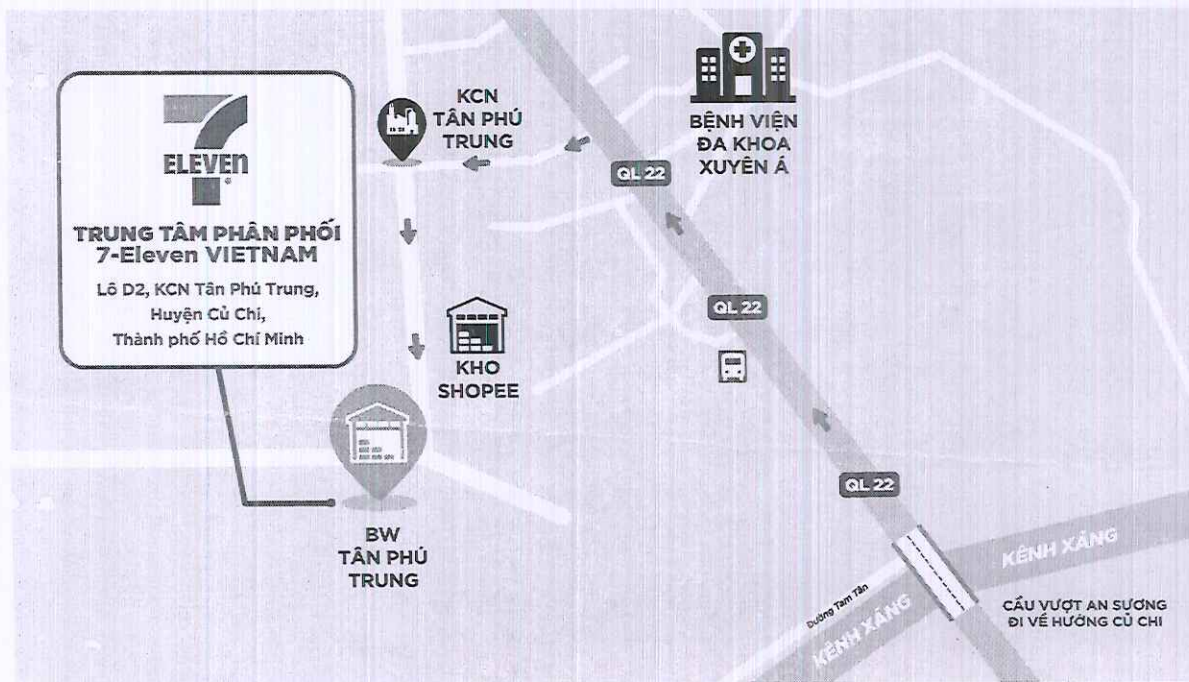 7
ELEVEn
TRUNG TÂM PHÂN PHỐI
7-Eleven VIETNAM
Lô D2, KCN Tân Phú Trung,
Huyện Củ Chi,
Thành phố Hồ Chí Minh
KCN
TÂN PHÚ
TRUNG
BỆNH VIỆN
ĐA KHOA
XUYÊN Á
QL 22
QL 22
KHO
SHOPEE
QL 22
BW
TÂN PHÚ
TRUNG
KÊNH XÁNG
Đường Tam Tân
KÊNH XÁNG
CẦU VƯỢT AN SƯƠNG
ĐI VỀ HƯỚNG CỦ CHI